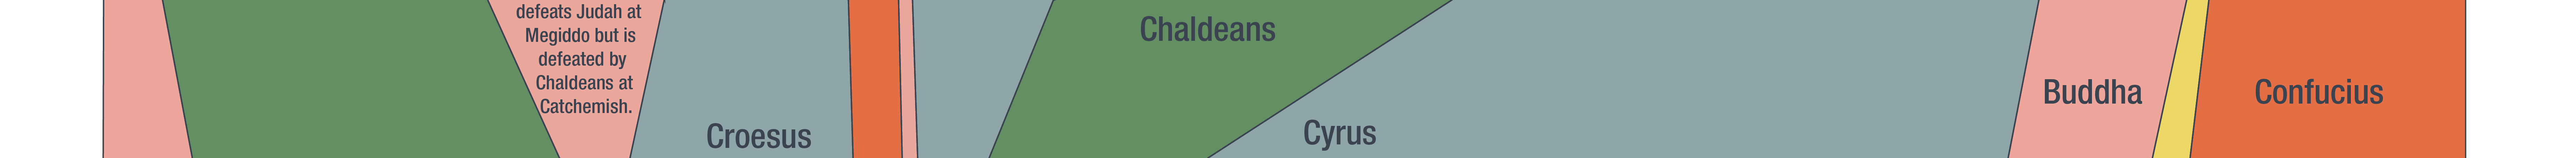 defeats Judah at
Megiddo but is
defeated by
Chaldeans at
Catchemish.
Croesus
Chaldeans
Cyrus
Buddha
Confucius